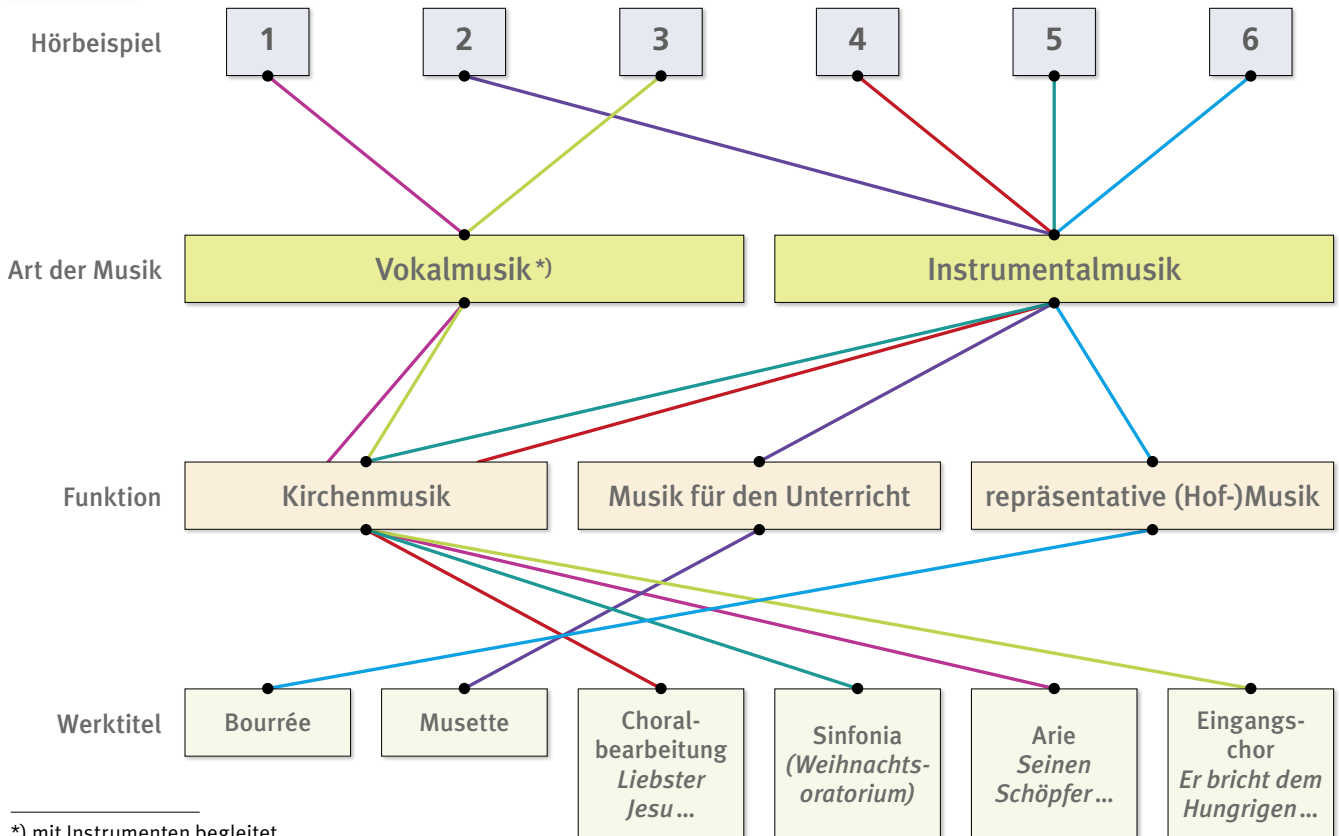 Hörbeispiel
1
2
3
4
5
6
Art der Musik
Vokalmusik *)
Instrumentalmusik
Funktion
Kirchenmusik
Musik für den Unterricht
repräsentative (Hof-)Musik
Werktitel
Bourrée
Musette
Choral-
bearbeitung
Liebster
Jesu ...
Sinfonia
(Weihnachts-
oratorium)
Arie
Seinen
Schöpfer ...
Eingangs-
chor
Er bricht dem
Hungrigen ...
*) mit Instrumenten begleitet